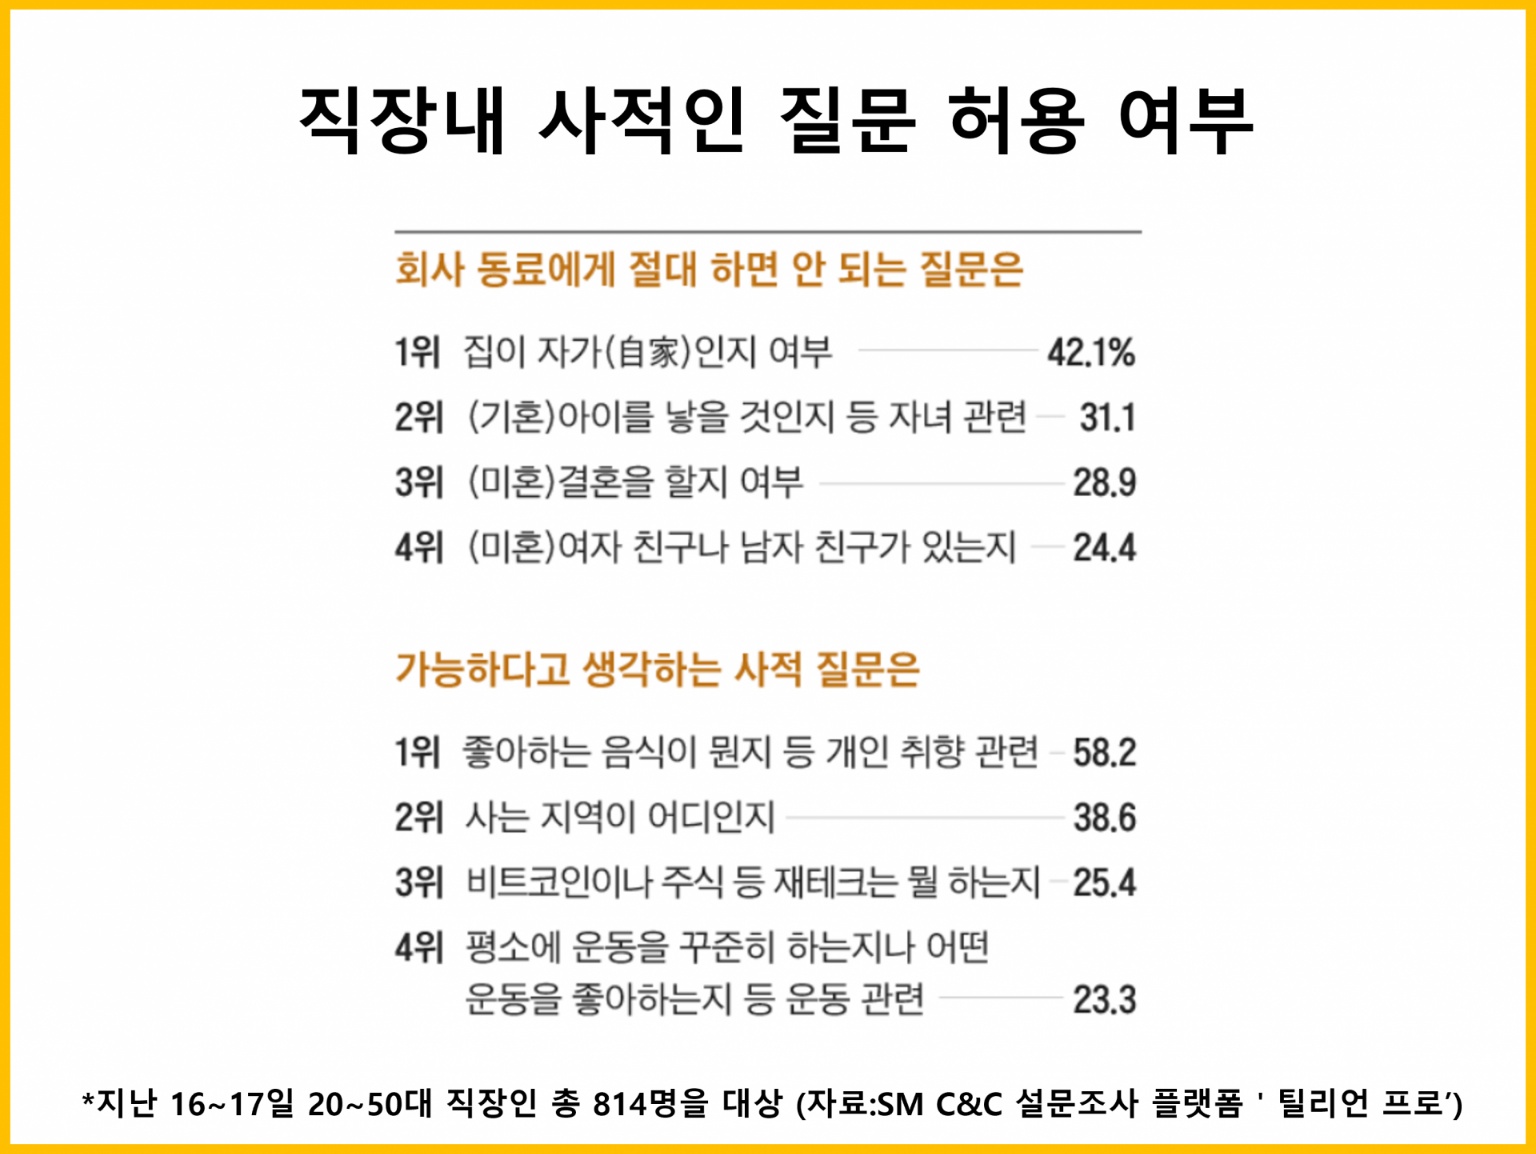 직장내 사적인 질문 허용 여부
회사 동료에게 절대 하면 안 되는 질문은
1위 집이 자가(自家)인지 여부 42.1%
2위 (기혼)아이를 낳을 것인지 등 자녀 관련 31.1
3위 (미혼)결혼을 할지 여부 28.9
4위 (미혼)여자 친구나 남자 친구가 있는지 24.4
가능하다고 생각하는 사적 질문은
1위 좋아하는 음식이 뭔지 등 개인 취향 관련 58.2
2위 사는 지역이 어디인지 38.6
3위 비트코인이나 주식 등 재테크는 뭘 하는지 25.4
4위 평소에 운동을 꾸준히 하는지나 어떤
운동을 좋아하는지 등 운동 관련 23.3
*지난 16~17일 20~50대 직장인 총 814명을 대상 (자료:SM C&C 설문조사 플랫폼 ' 틸리언 프로’)